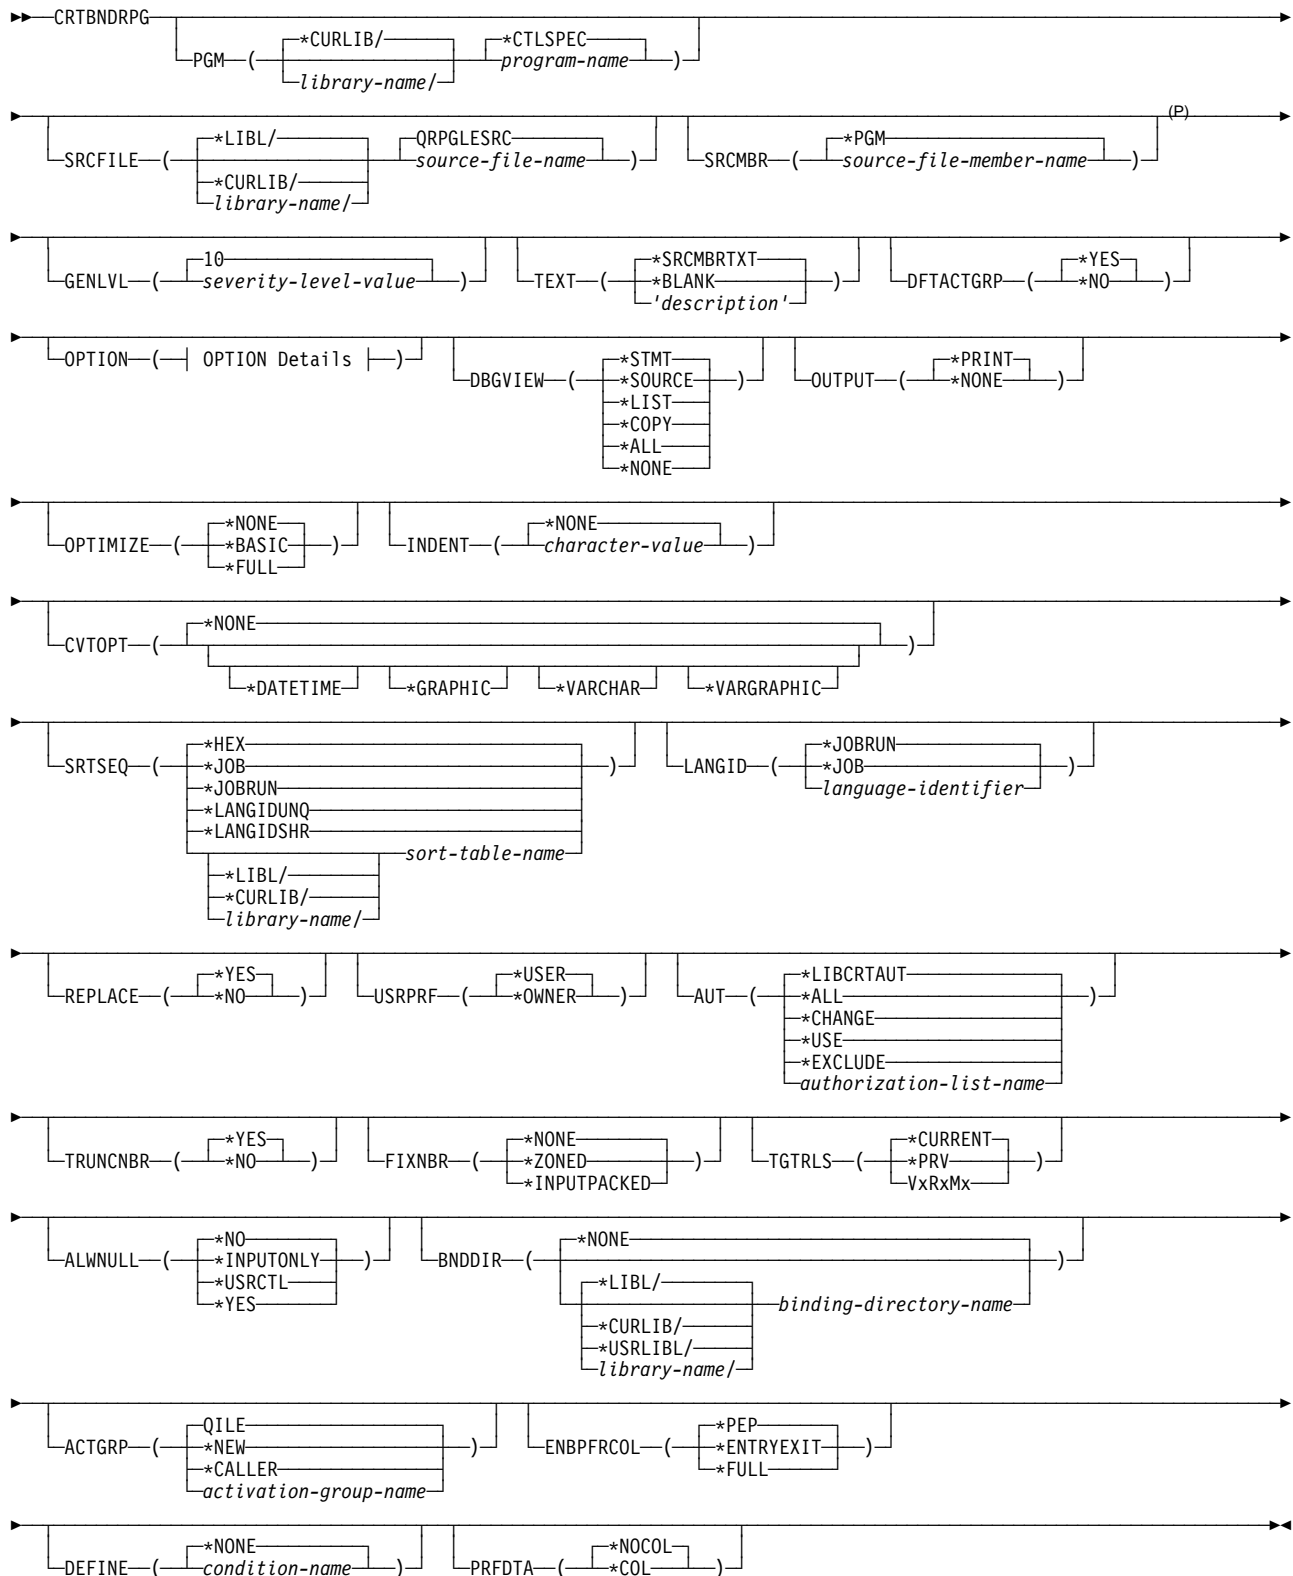 CRTBNDRPG
*CURLIB/ *CTLSPEC
PGM ( program-name )
library-name/
(P)
*LIBL/ QRPGLESRC *PGM
SRCFILE ( source-file-name ) SRCMBR ( source-file-member-name )
*CURLIB/
library-name/
10 *SRCMBRTXT *YES
GENLVL ( severity-level-value ) TEXT ( *BLANK ) DFTACTGRP ( *NO )
'description'
OPTION ( OPTION Details ) *STMT *PRINT
DBGVIEW ( *SOURCE ) OUTPUT ( *NONE )
*LIST
*COPY
*ALL
*NONE
*NONE *NONE
OPTIMIZE ( *BASIC ) INDENT ( character-value )
*FULL
*NONE
CVTOPT ( )
*DATETIME *GRAPHIC *VARCHAR *VARGRAPHIC
*HEX *JOBRUN
SRTSEQ ( *JOB ) LANGID ( *JOB )
*JOBRUN language-identifier
*LANGIDUNQ
*LANGIDSHR
sort-table-name
*LIBL/
*CURLIB/
library-name/
*YES *USER *LIBCRTAUT
REPLACE ( *NO ) USRPRF ( *OWNER ) AUT ( *ALL )
*CHANGE
*USE
*EXCLUDE
authorization-list-name
*YES *NONE *CURRENT
TRUNCNBR ( *NO ) FIXNBR ( *ZONED ) TGTRLS ( *PRV )
*INPUTPACKED VxRxMx
*NO *NONE
ALWNULL ( *INPUTONLY ) BNDDIR ( )
*USRCTL *LIBL/
*YES binding-directory-name
*CURLIB/
*USRLIBL/
library-name/
QILE *PEP
ACTGRP ( *NEW ) ENBPFRCOL ( *ENTRYEXIT )
*CALLER *FULL
activation-group-name
*NONE *NOCOL
DEFINE ( condition-name ) PRFDTA ( *COL )